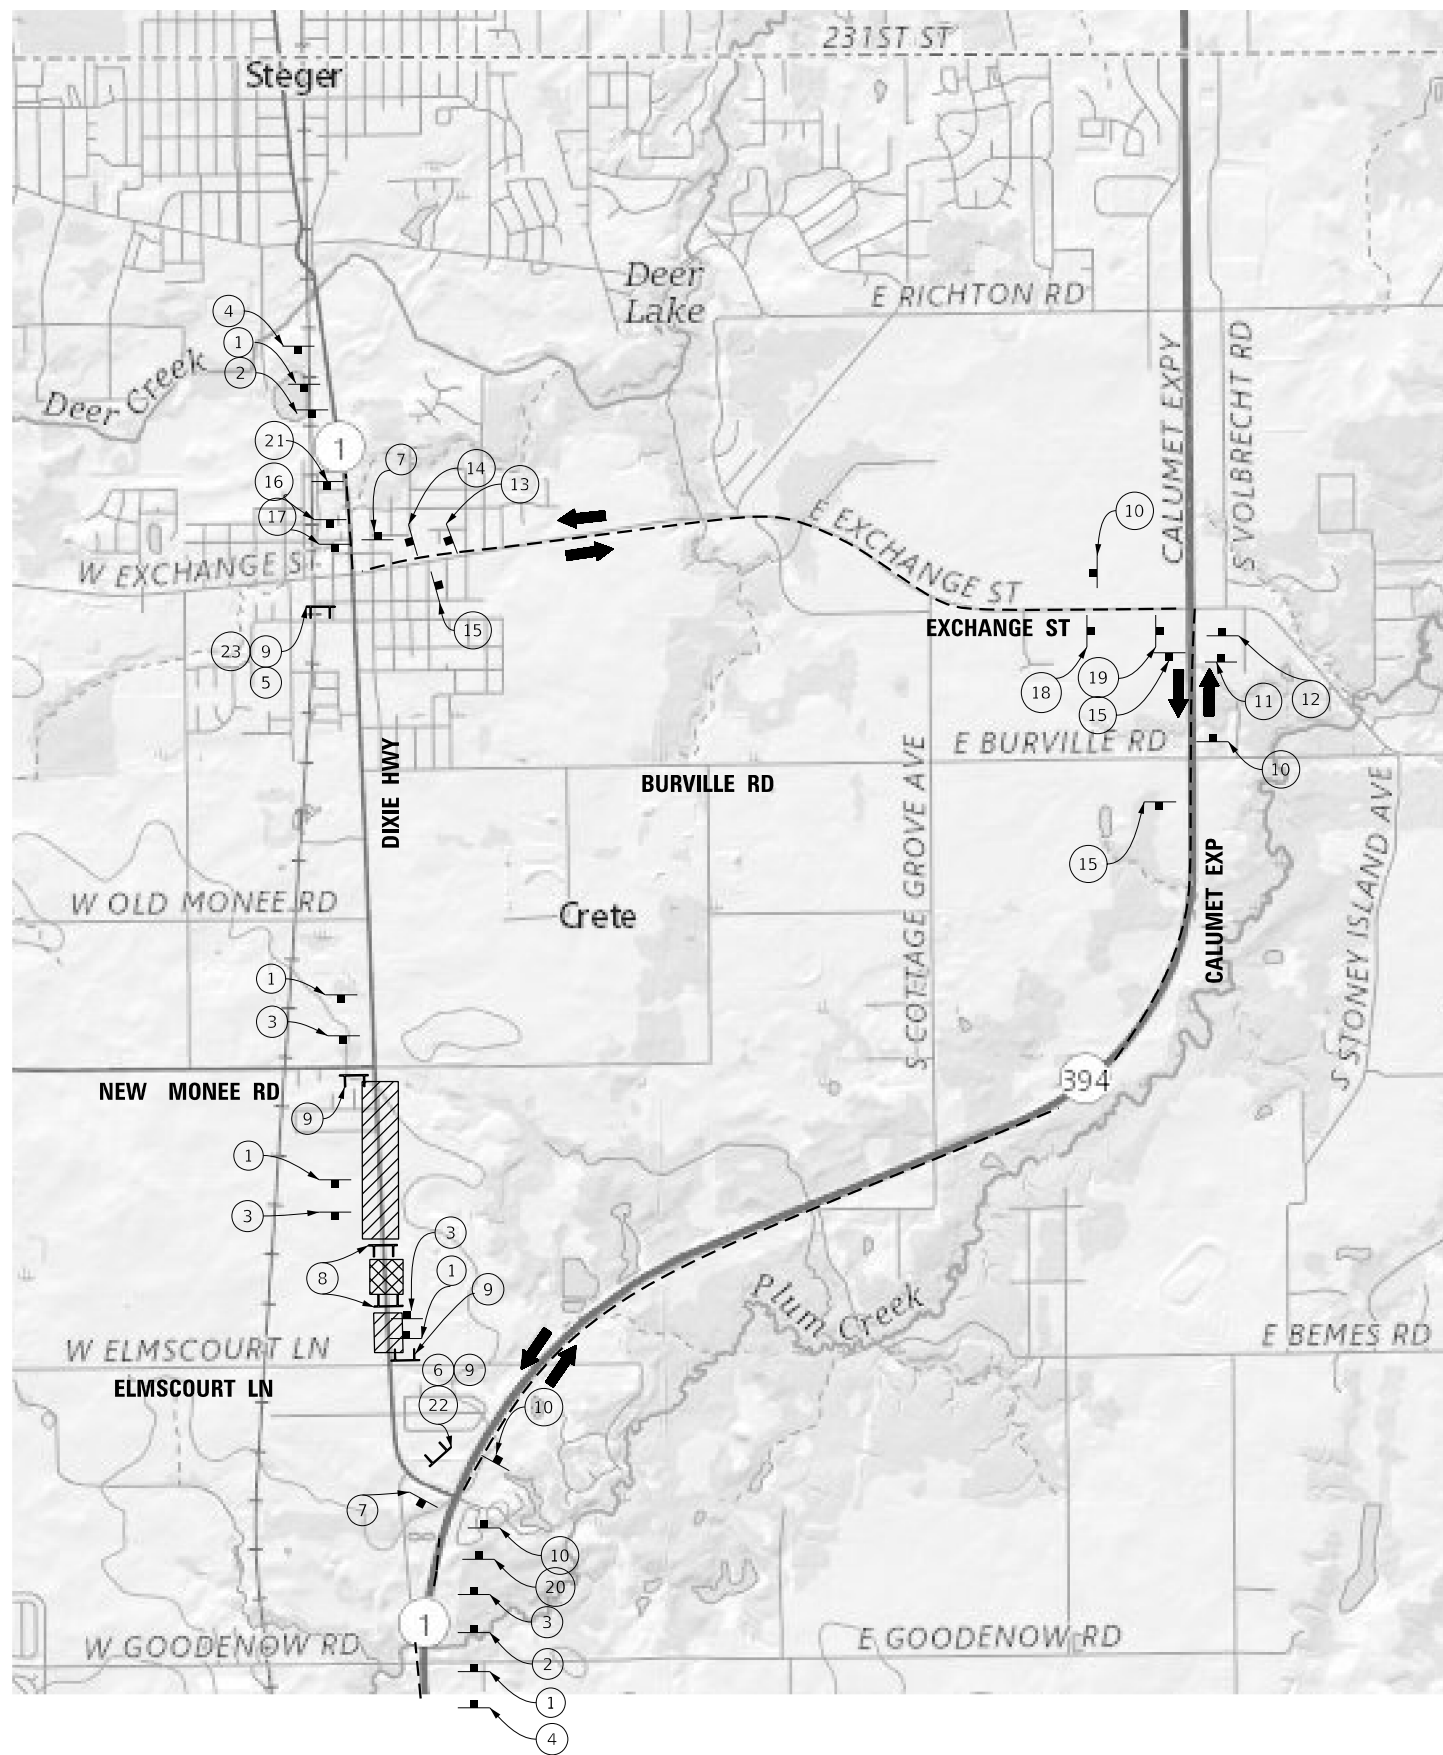 231ST ST
Steger
Deer
Lake
E RICHTON RD
4
1
2
Deer Creek
CALUMET EXPY
S VOLBRECHT RD
1
21
7
14
16
13
17
10
E EXCHANGE ST
W EXCHANGE ST
15
EXCHANGE ST
23
9
5
18
19
15
11
12
DIXIE HWY
E BURVILLE RD
10
BURVILLE RD
S COTTAGE GROVE AVE
15
CALUMET EXP
S STONEY ISLAND AVE
W OLD MONEE RD
Crete
1
3
394
NEW MONEE RD
9
1
3
3
8
1
9
Plum Creek
W ELMSCOURT LN
E BEMES RD
ELMSCOURT LN
6
9
22
10
7
10
20
3
1
W GOODENOW RD
E GOODENOW RD
2
1
4